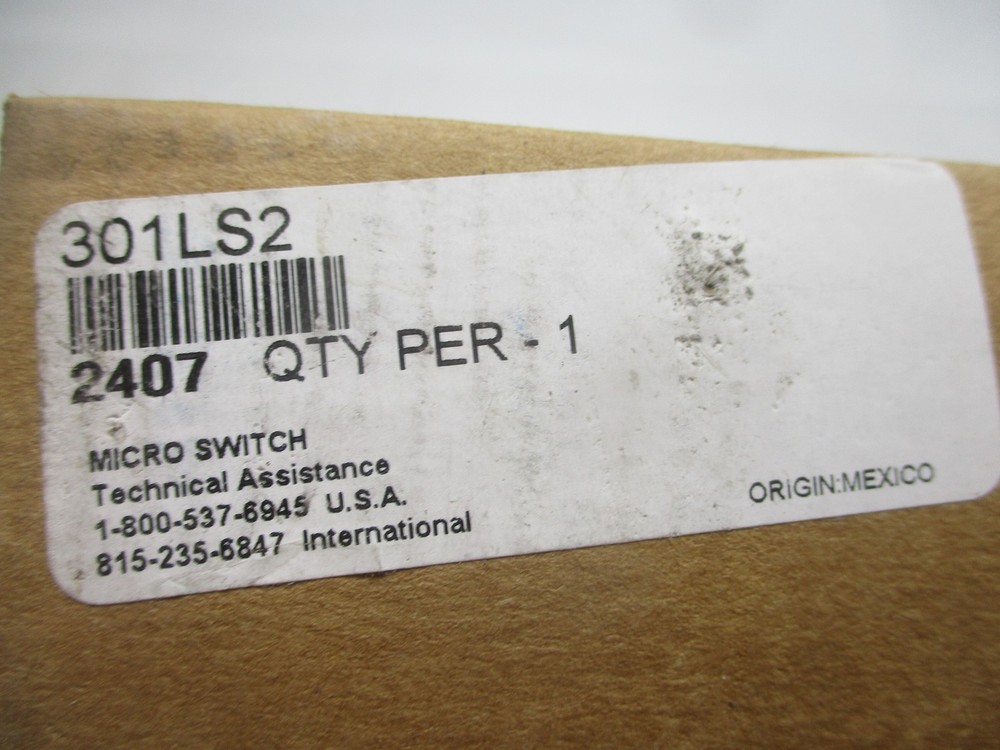 301LS2
2407 QTY PER - 1
MICRO SWITCH
Technical Assistance
1-800-537-6945 U.S.A.
815-235-6847 International
ORIGIN:MEXICO